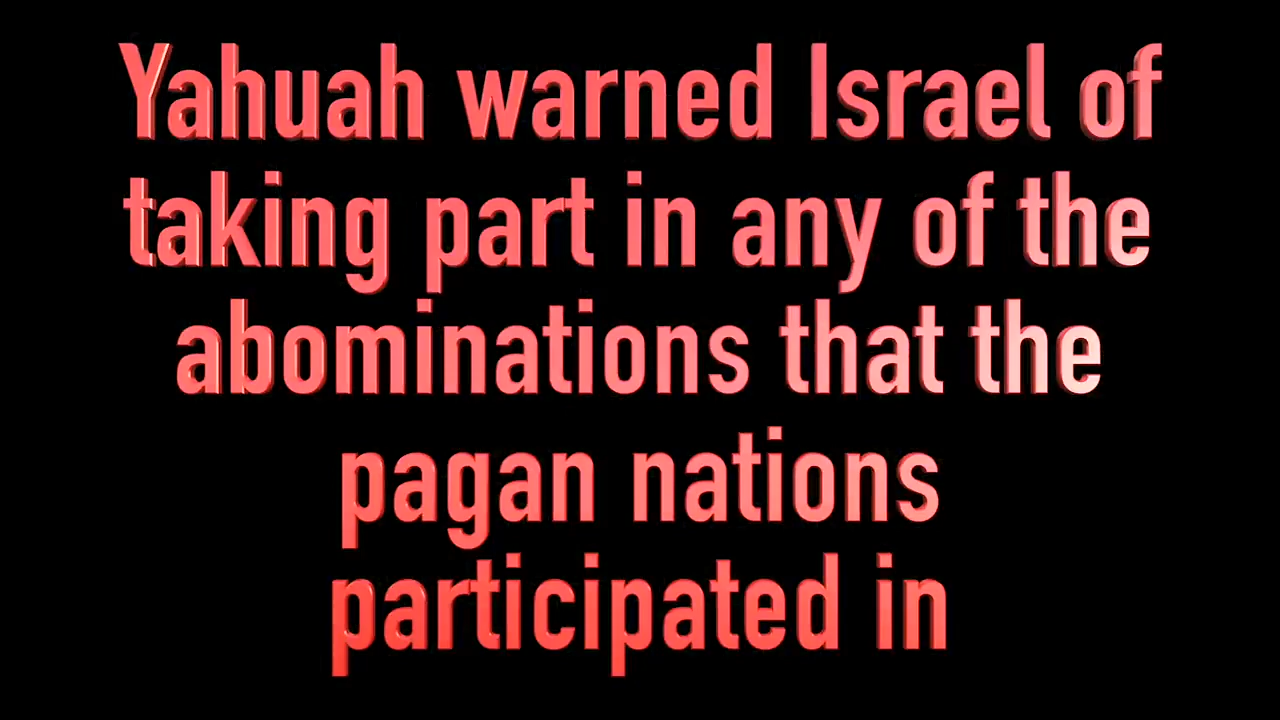 Yahuah warned Israel of
taking part in any of the
abominations that the
pagan nations
participated in